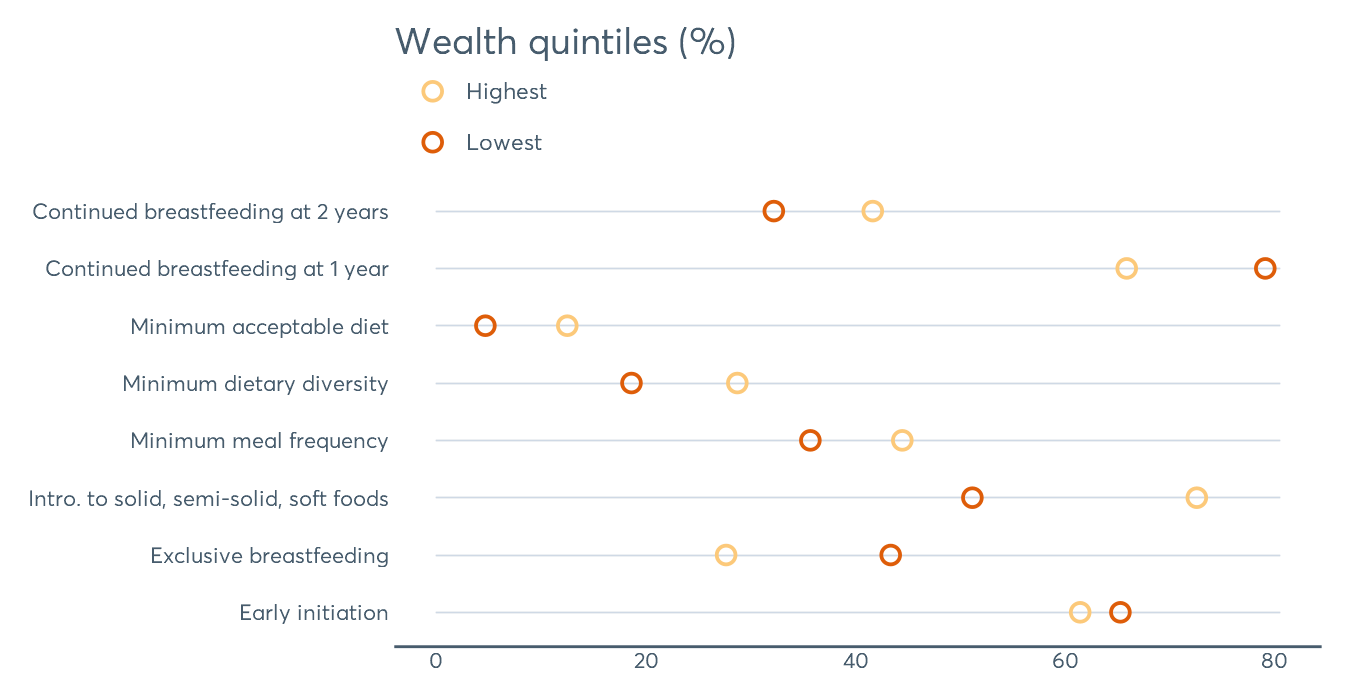 Wealth quintiles (%)
Highest
Lowest
Continued breastfeeding at 2 years
Continued breastfeeding at 1 year
Minimum acceptable diet
Minimum dietary diversity
Minimum meal frequency
Intro. to solid, semi-solid, soft foods
Exclusive breastfeeding
Early initiation
0 20 40 60 80